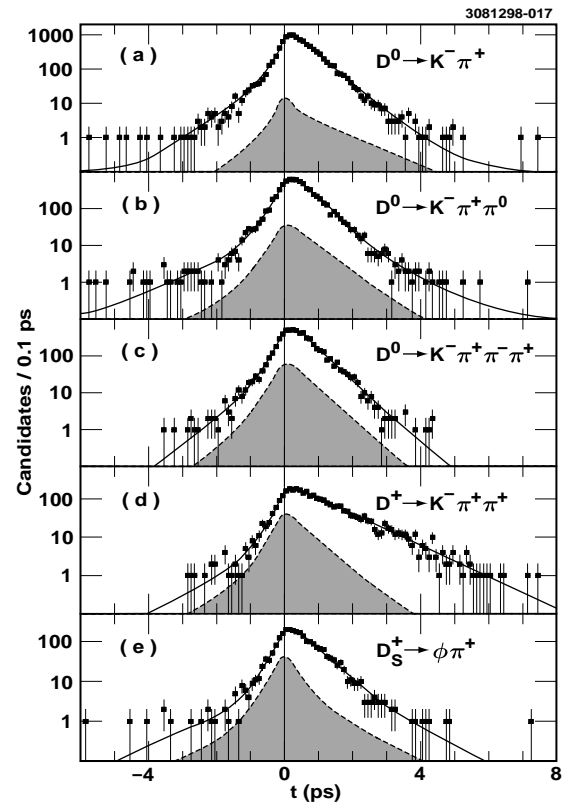 3081298-017
1000
100
10
1
( a )
D⁰ → K⁻ π⁺
100
10
1
( b )
D⁰ → K⁻ π⁺ π⁰
100
10
1
( c )
D⁰ → K⁻ π⁺ π⁻ π⁺
100
10
1
( d )
D⁺ → K⁻ π⁺ π⁺
100
10
1
( e )
D_S⁺ → ϕ π⁺
Candidates / 0.1 ps
−4 0 4 8
t (ps)